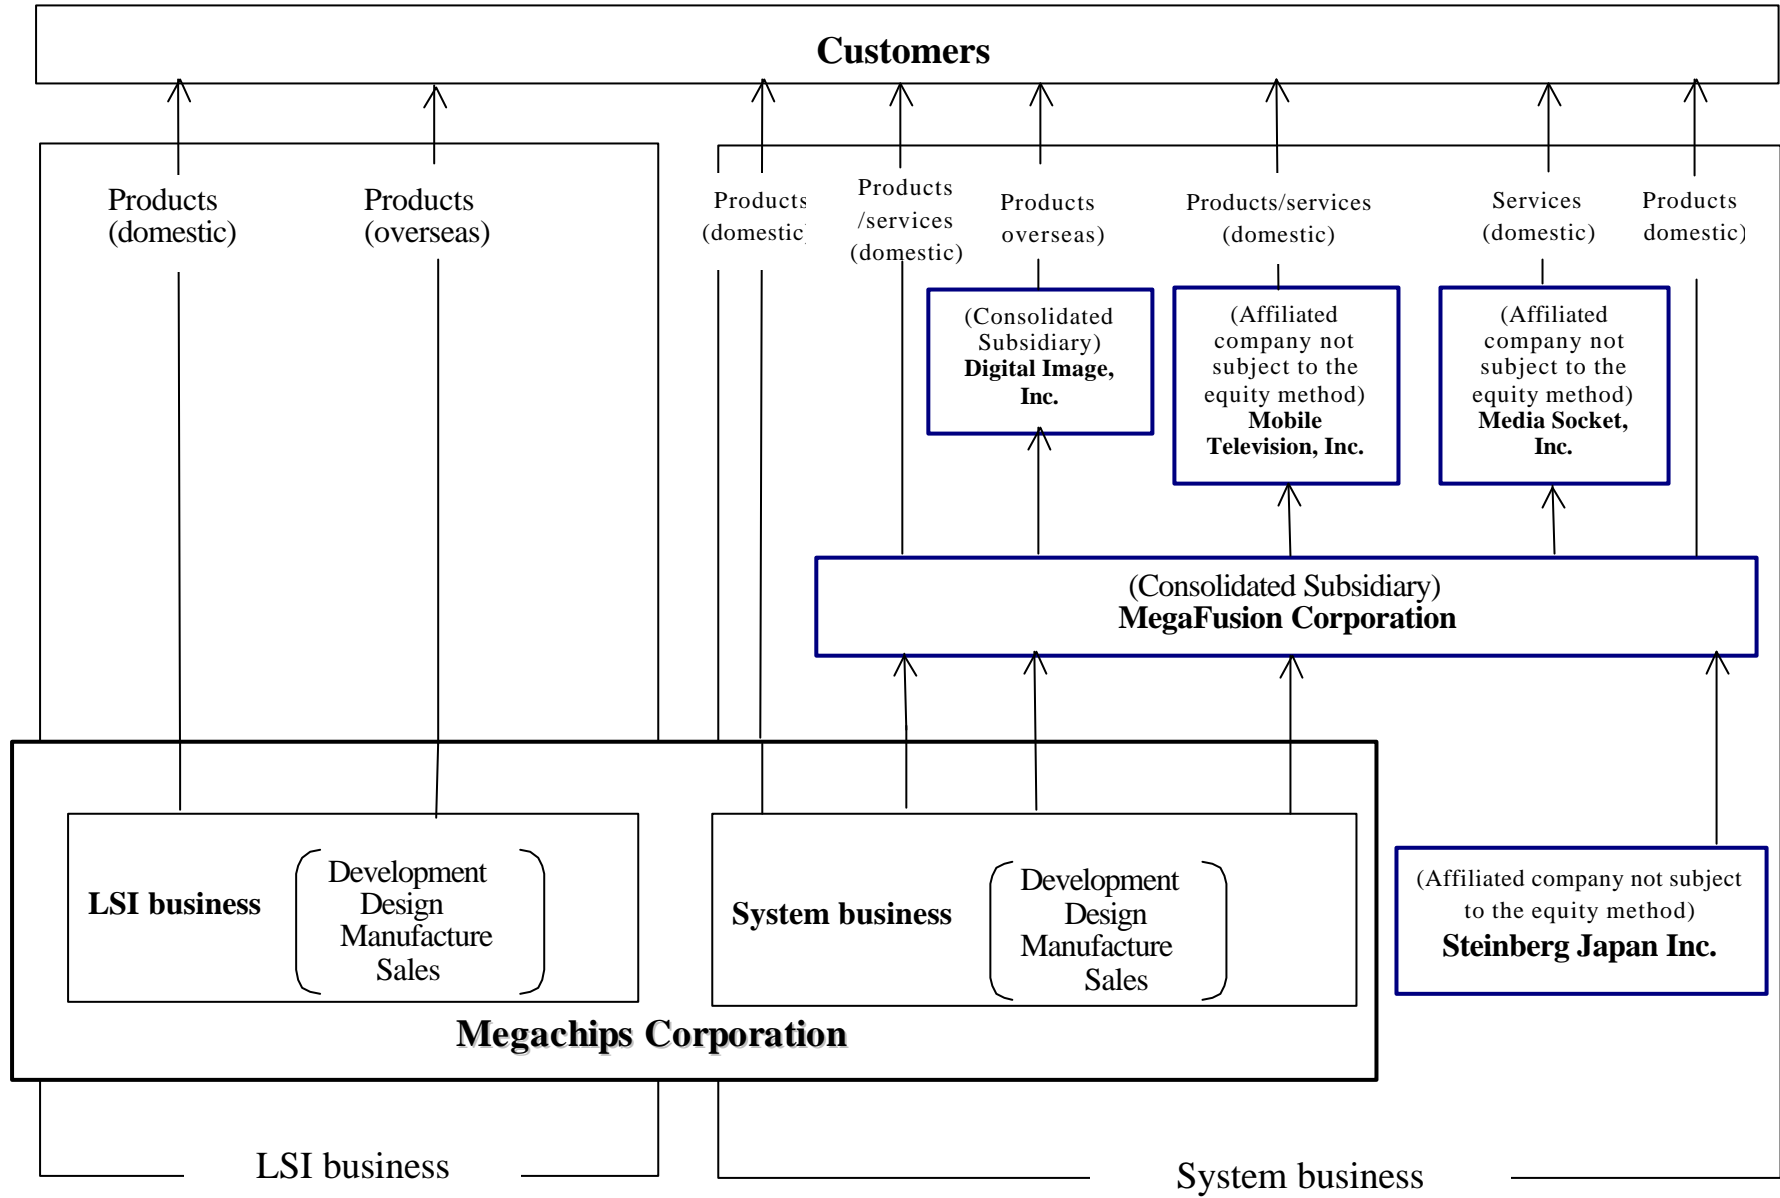 Customers
Products
(domestic)
Products
(overseas)
Products
(domestic
Products
/services
(domestic)
Products
overseas)
Products/services
(domestic)
Services
(domestic)
Products
domestic)
(Consolidated
Subsidiary)
Digital Image,
Inc.
(Affiliated
company not
subject to the
equity method)
Mobile
Television, Inc.
(Affiliated
company not
subject to the
equity method)
Media Socket,
Inc.
(Consolidated Subsidiary)
MegaFusion Corporation
LSI business
Development
Design
Manufacture
Sales
System business
Development
Design
Manufacture
Sales
(Affiliated company not subject
to the equity method)
Steinberg Japan Inc.
Megachips Corporation
LSI business
System business